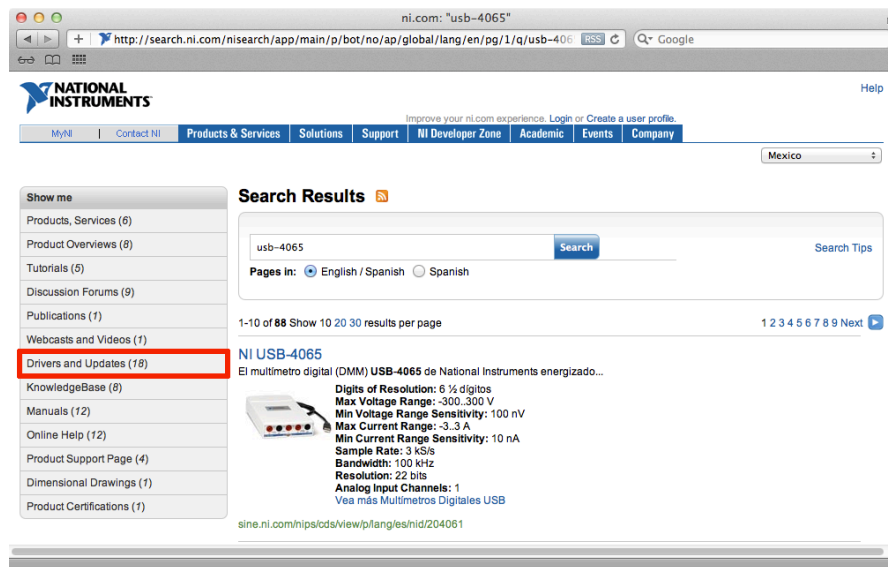 ni.com: "usb-4065"
http://search.ni.com/nisearch/app/main/p/bot/no/ap/global/lang/en/pg/1/q/usb-406 RSS Google
NATIONAL INSTRUMENTS
Help
Improve your ni.com experience. Login or Create a user profile.
MyNI | Contact NI Products & Services Solutions Support NI Developer Zone Academic Events Company
Mexico
Show me
Products, Services (6)
Product Overviews (8)
Tutorials (5)
Discussion Forums (9)
Publications (1)
Webcasts and Videos (1)
Drivers and Updates (18)
KnowledgeBase (8)
Manuals (12)
Online Help (12)
Product Support Page (4)
Dimensional Drawings (1)
Product Certifications (1)
Search Results
usb-4065 Search Search Tips
Pages in: English / Spanish Spanish
1-10 of 88 Show 10 20 30 results per page 1 2 3 4 5 6 7 8 9 Next
NI USB-4065
El multímetro digital (DMM) USB-4065 de National Instruments energizado...
Digits of Resolution: 6 ½ dígitos
Max Voltage Range: -300..300 V
Min Voltage Range Sensitivity: 100 nV
Max Current Range: -3..3 A
Min Current Range Sensitivity: 10 nA
Sample Rate: 3 kS/s
Bandwidth: 100 kHz
Resolution: 22 bits
Analog Input Channels: 1
Vea más Multímetros Digitales USB
sine.ni.com/nips/cds/view/p/lang/es/nid/204061